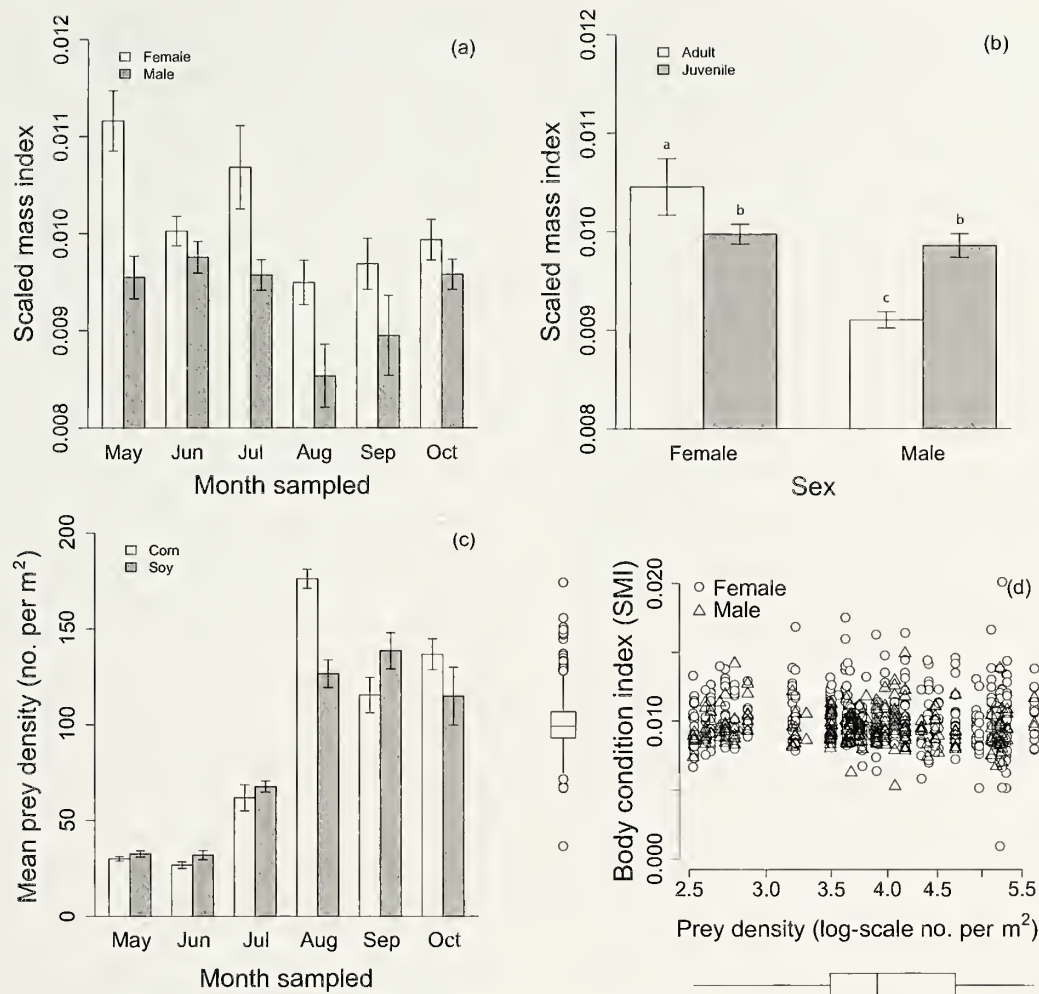 (a)
Female
Male
Scaled mass index
0.012
0.011
0.010
0.009
0.008
May Jun Jul Aug Sep Oct
Month sampled
(b)
Adult
Juvenile
Scaled mass index
0.012
0.011
0.010
0.009
0.008
a
b
c
b
Female Male
Sex
(c)
Corn
Soy
Mean prey density (no. per m²)
200
150
100
50
0
May Jun Jul Aug Sep Oct
Month sampled
(d)
Female
Male
Body condition index (SMI)
0.020
0.010
0.000
2.5 3.0 3.5 4.0 4.5 5.5
Prey density (log-scale no. per m²)